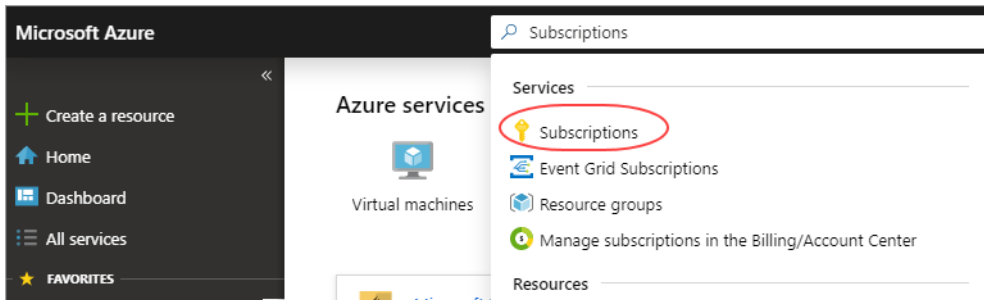 Microsoft Azure
Subscriptions
«
Create a resource
Home
Dashboard
All services
FAVORITES
Azure services
Virtual machines
Services
Subscriptions
Event Grid Subscriptions
Resource groups
Manage subscriptions in the Billing/Account Center
Resources